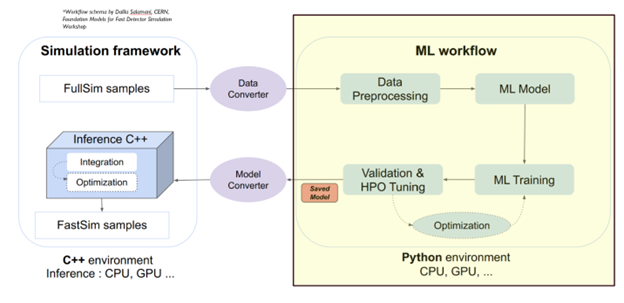 *Workflow schema by Dalila Salamani, CERN,
Foundation Models for Fast Detector Simulation
Workshop
Simulation framework
ML workflow
FullSim samples
Data
Converter
Data
Preprocessing
ML Model
Inference C++
Integration
Optimization
Model
Converter
Saved
Model
Validation &
HPO Tuning
ML Training
Optimization
FastSim samples
C++ environment
Inference : CPU, GPU ...
Python environment
CPU, GPU, ...